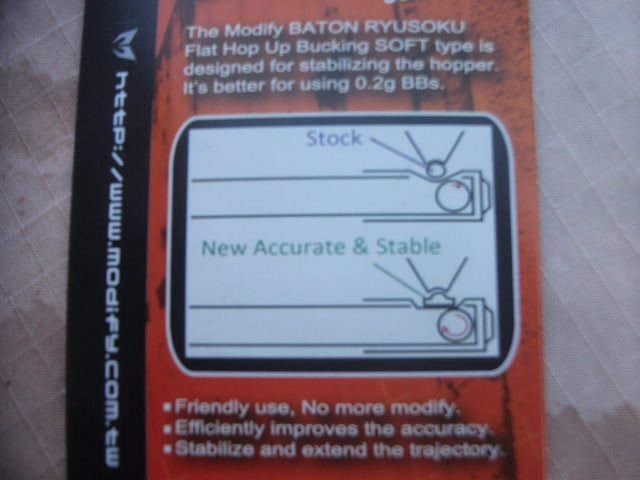 The Modify BATON RYUSOKU
Flat Hop Up Bucking SOFT type is
designed for stabilizing the hopper.
It's better for using 0.2g BBs.
Stock
New Accurate & Stable
▪Friendly use, No more modify.
▪Efficiently improves the accuracy.
▪Stabilize and extend the trajectory.
http://www.modify.com.tw